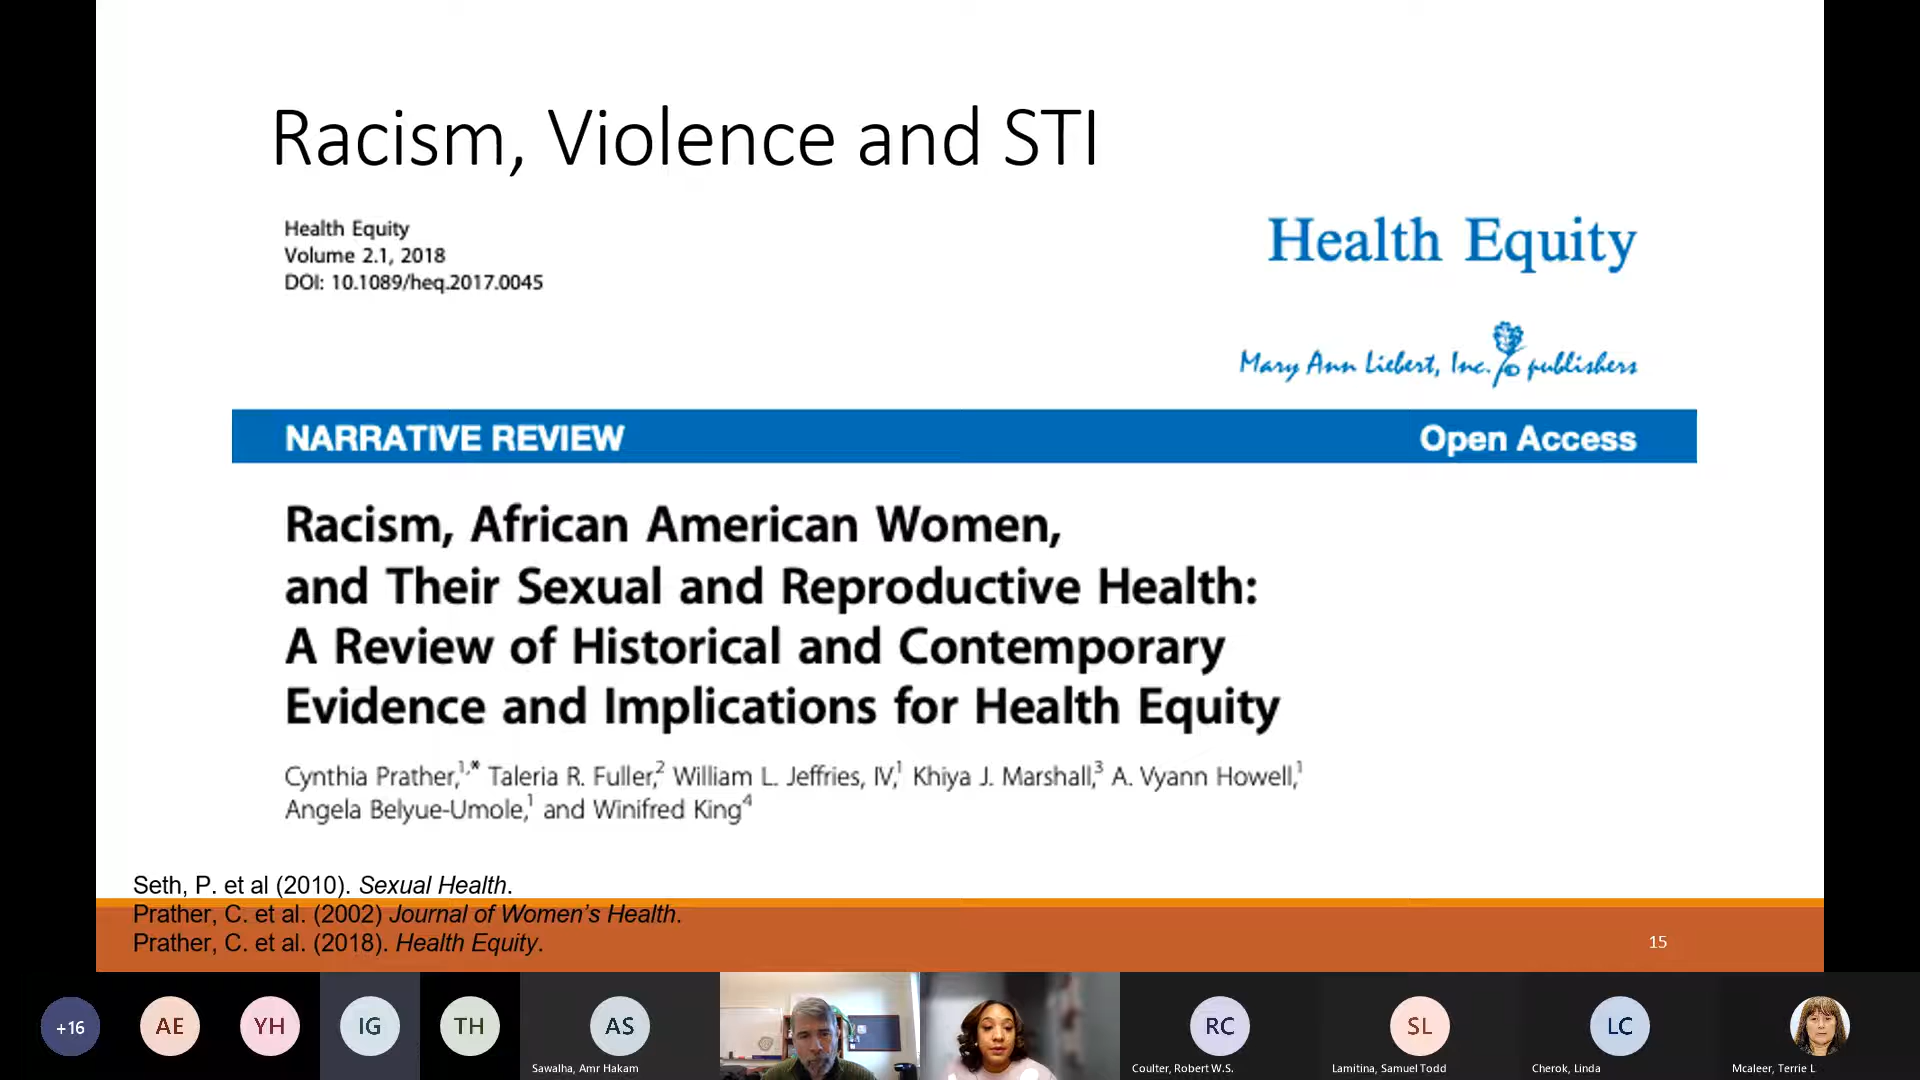 Racism, Violence and STI
Health Equity
Volume 2.1, 2018
DOI: 10.1089/heq.2017.0045
Health Equity
Mary Ann Liebert, Inc. publishers
NARRATIVE REVIEW
Open Access
Racism, African American Women,
and Their Sexual and Reproductive Health:
A Review of Historical and Contemporary
Evidence and Implications for Health Equity
Cynthia Prather,1,* Taleria R. Fuller,2 William L. Jeffries, IV,1 Khiya J. Marshall,3 A. Vyann Howell,1
Angela Belyue-Umole,1 and Winifred King4
Seth, P. et al (2010). Sexual Health.
Prather, C. et al. (2002) Journal of Women's Health.
Prather, C. et al. (2018). Health Equity.
15
+16
AE
YH
IG
TH
AS
Sawalha, Amr Hakam
RC
Coulter, Robert W.S.
SL
Lamitina, Samuel Todd
LC
Cherok, Linda
Mcaleer, Terrie L